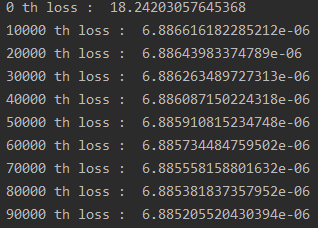 0 th loss :  18.24203057645368
10000 th loss :  6.886616182285212e-06
20000 th loss :  6.88643983374789e-06
30000 th loss :  6.886263489727313e-06
40000 th loss :  6.886087150224318e-06
50000 th loss :  6.885910815234748e-06
60000 th loss :  6.885734484759502e-06
70000 th loss :  6.885558158801632e-06
80000 th loss :  6.885381837357952e-06
90000 th loss :  6.885205520430394e-06